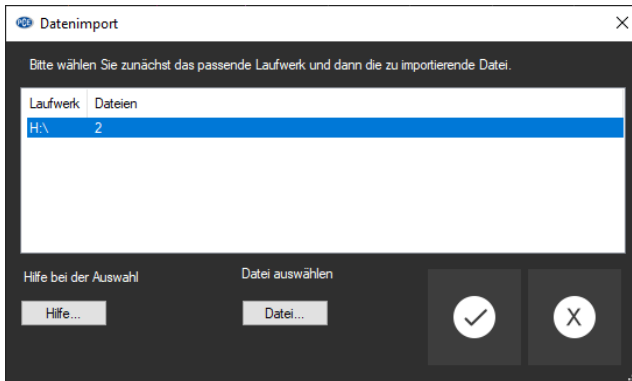 PCE Datenimport
Bitte wählen Sie zunächst das passende Laufwerk und dann die zu importierende Datei.
Laufwerk Dateien
H:\ 2
Hilfe bei der Auswahl Datei auswählen
Hilfe... Datei...
X